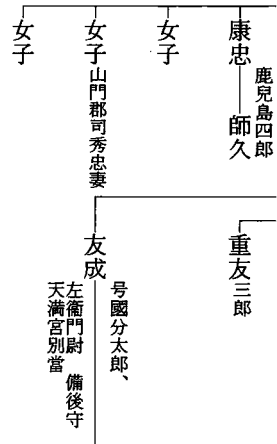 康忠
鹿兒島四郎
師久
女子
女子
山門郡司秀忠妻
女子
重友
三郎
友成
号國分太郎、
左衞門尉 備後守
天満宮別當